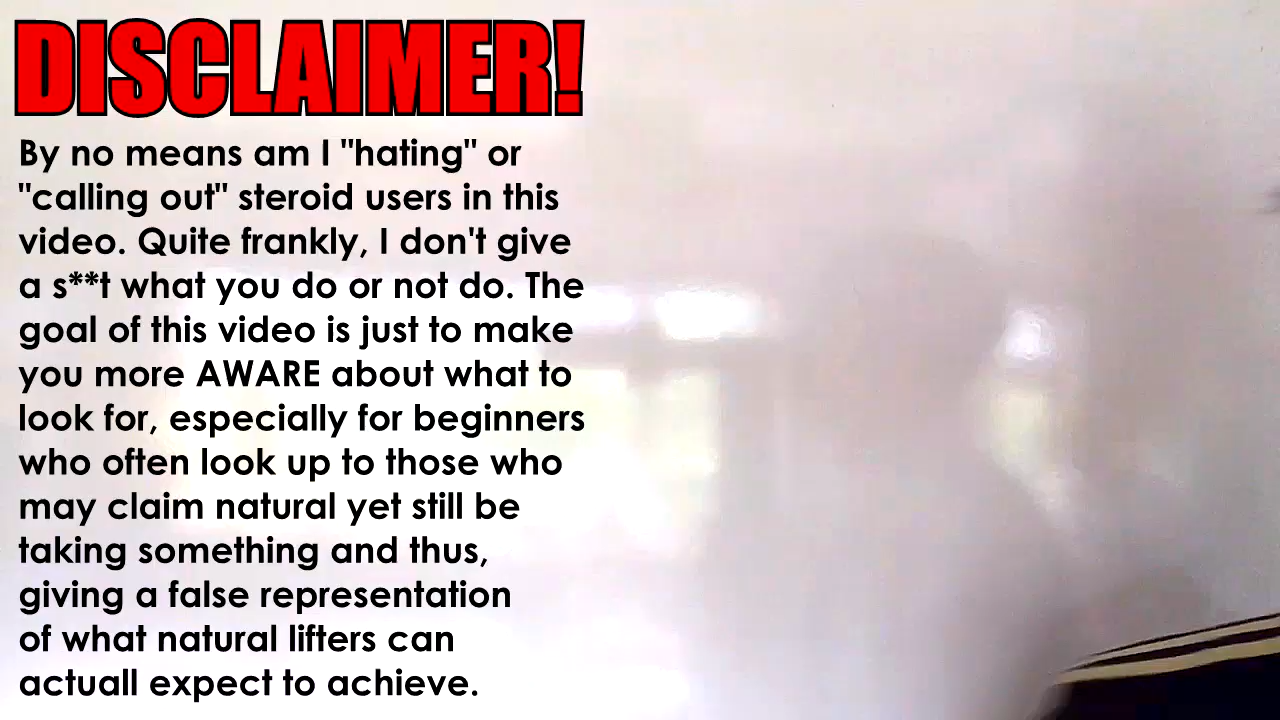 DISCLAIMER!
By no means am I "hating" or
"calling out" steroid users in this
video. Quite frankly, I don't give
a s**t what you do or not do. The
goal of this video is just to make
you more AWARE about what to
look for, especially for beginners
who often look up to those who
may claim natural yet still be
taking something and thus,
giving a false representation
of what natural lifters can
actuall expect to achieve.